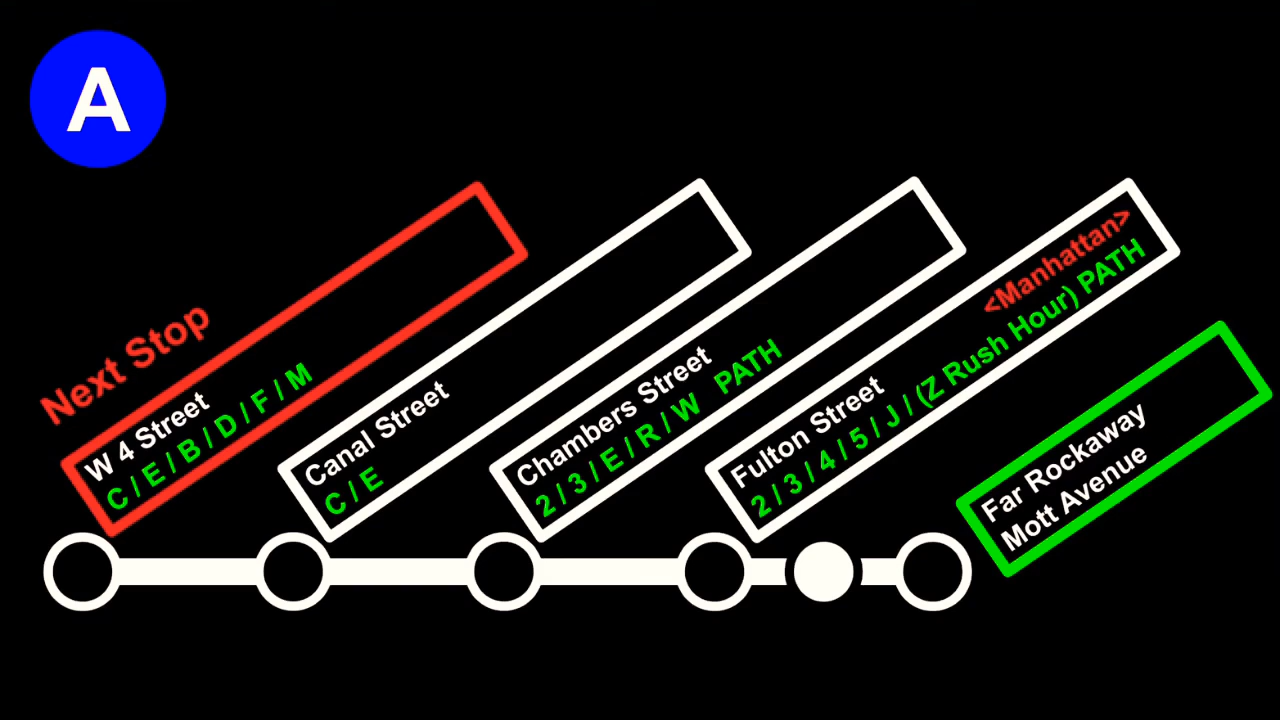 A
Next Stop
W 4 Street
C / E / B / D / F / M
Canal Street
C / E
Chambers Street
2 / 3 / E / R / W PATH
Fulton Street
<Manhattan>
2 / 3 / 4 / 5 / J / (Z Rush Hour) PATH
Far Rockaway
Mott Avenue